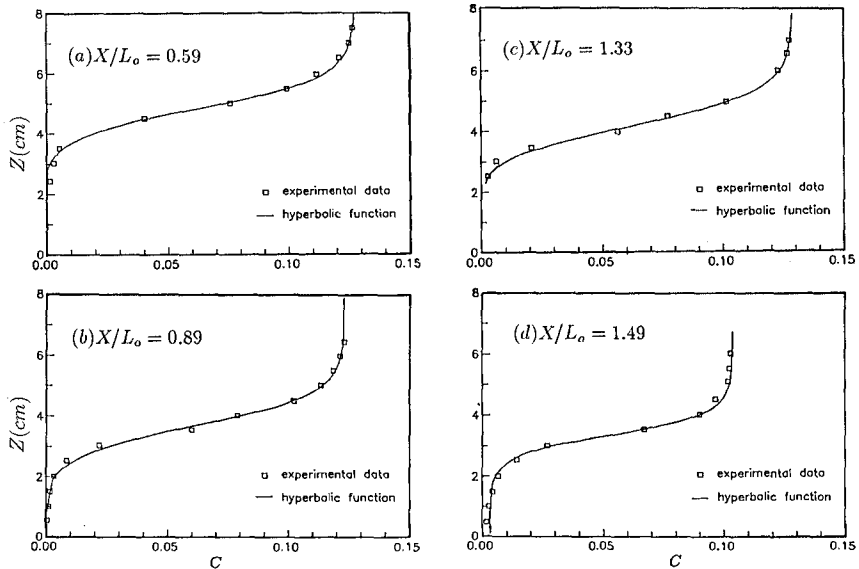 8
6
4
2
0
Z(cm)
(a)X/Lₒ = 0.59
experimental data
hyperbolic function
0.00
0.05
0.10
0.15
8
6
4
2
0
(c)X/Lₒ = 1.33
experimental data
hyperbolic function
0.00
0.05
0.10
0.15
8
6
4
2
0
Z(cm)
(b)X/Lₒ = 0.89
experimental data
hyperbolic function
0.00
0.05
0.10
0.15
C
8
6
4
2
0
(d)X/Lₒ = 1.49
experimental data
hyperbolic function
0.00
0.05
0.10
0.15
C